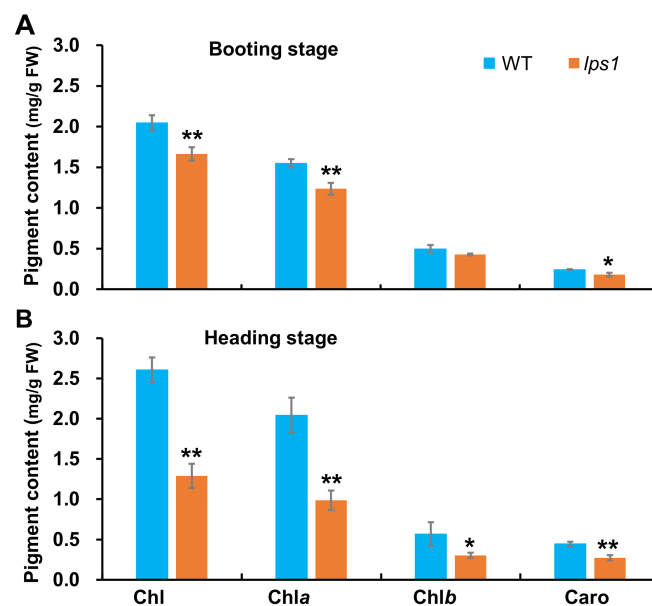 A
Booting stage
WT
lps1
Pigment content (mg/g FW)
3.0
2.5
2.0
1.5
1.0
0.5
0.0
**
**
*
B
Heading stage
Pigment content (mg/g FW)
3.0
2.5
2.0
1.5
1.0
0.5
0.0
**
**
*
**
Chl Chla Chlb Caro